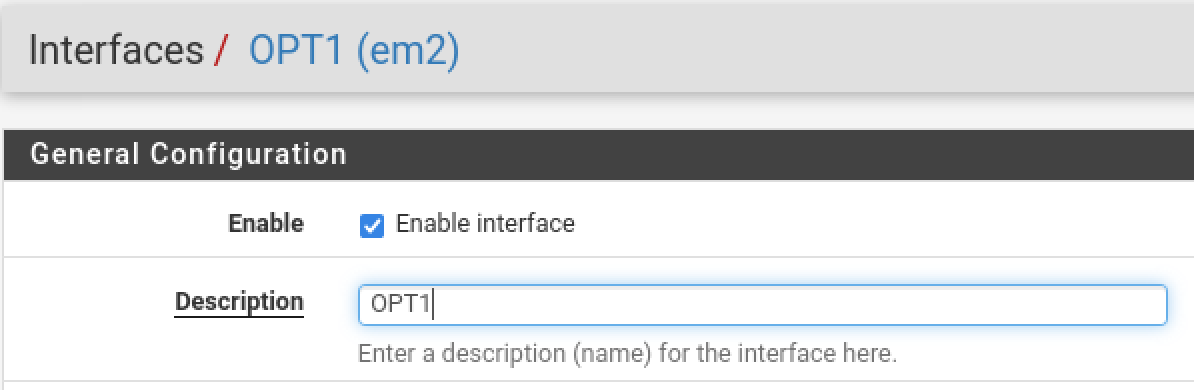 Interfaces / OPT1 (em2)
General Configuration
Enable Enable interface
Description OPT1
Enter a description (name) for the interface here.